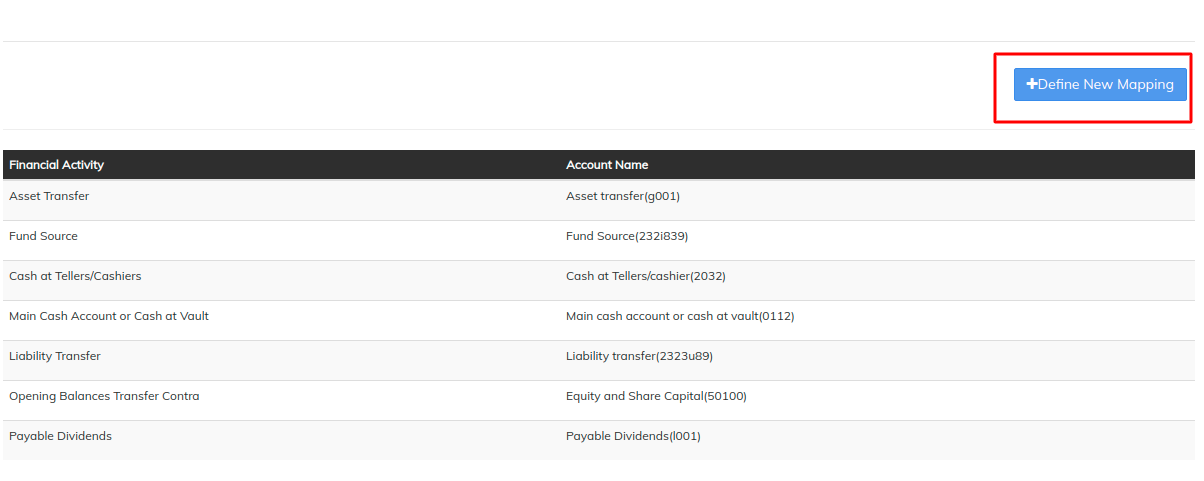 +Define New Mapping
Financial Activity Account Name
Asset Transfer Asset transfer(g001)
Fund Source Fund Source(232i839)
Cash at Tellers/Cashiers Cash at Tellers/cashier(2032)
Main Cash Account or Cash at Vault Main cash account or cash at vault(0112)
Liability Transfer Liability transfer(2323u89)
Opening Balances Transfer Contra Equity and Share Capital(50100)
Payable Dividends Payable Dividends(l001)